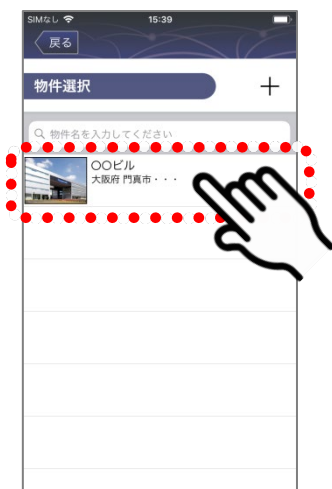 SIMなし 15:39
戻る
物件選択 +
物件名を入力してください
〇〇ビル
大阪府 門真市・・・